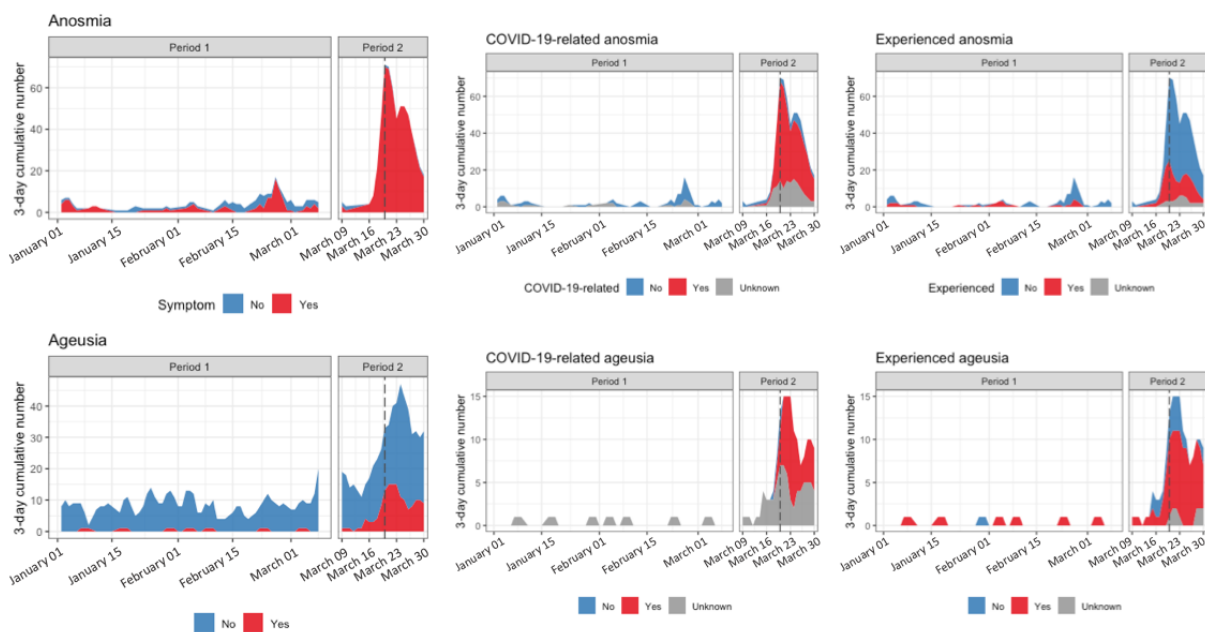 Anosmia
Period 1
Period 2
3-day cumulative number
60
40
20
0
January 01
January 15
February 01
February 15
March 01
March 09
March 16
March 23
March 30
Symptom No Yes
COVID-19-related anosmia
Period 1
Period 2
3-day cumulative number
60
40
20
0
January 01
January 15
February 01
February 15
March 01
March 09
March 16
March 23
March 30
COVID-19-related No Yes Unknown
Experienced anosmia
Period 1
Period 2
3-day cumulative number
60
40
20
0
January 01
January 15
February 01
February 15
March 01
March 09
March 16
March 23
March 30
Experienced No Yes Unknown
Ageusia
Period 1
Period 2
3-day cumulative number
40
30
20
10
0
January 01
January 15
February 01
February 15
March 01
March 09
March 16
March 23
March 30
No Yes
COVID-19-related ageusia
Period 1
Period 2
3-day cumulative number
15
10
5
0
January 01
January 15
February 01
February 15
March 01
March 09
March 16
March 23
March 30
No Yes Unknown
Experienced ageusia
Period 1
Period 2
3-day cumulative number
15
10
5
0
January 01
January 15
February 01
February 15
March 01
March 09
March 16
March 23
March 30
No Yes Unknown